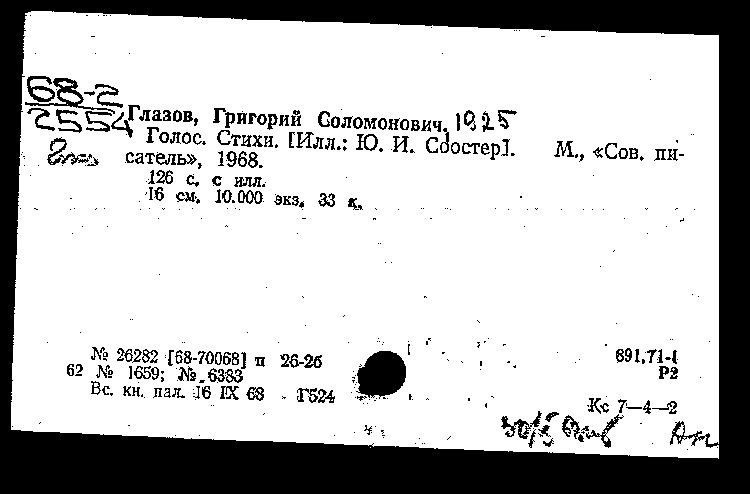 68-2
2554
Глазов, Григорий Соломонович. 1925
Голос. Стихи. [Илл.: Ю. И. Соостер]. М., «Сов. пи-
сатель», 1968.
126 с. с илл.
16 см. 10.000 экз. 33 к.
№ 26282 [68-70068] п 26-26
62 № 1659; № 6383
Вс. кн. пал. 16 IX 68 Г524
891.71-1
Р2
Кс 7—4—2